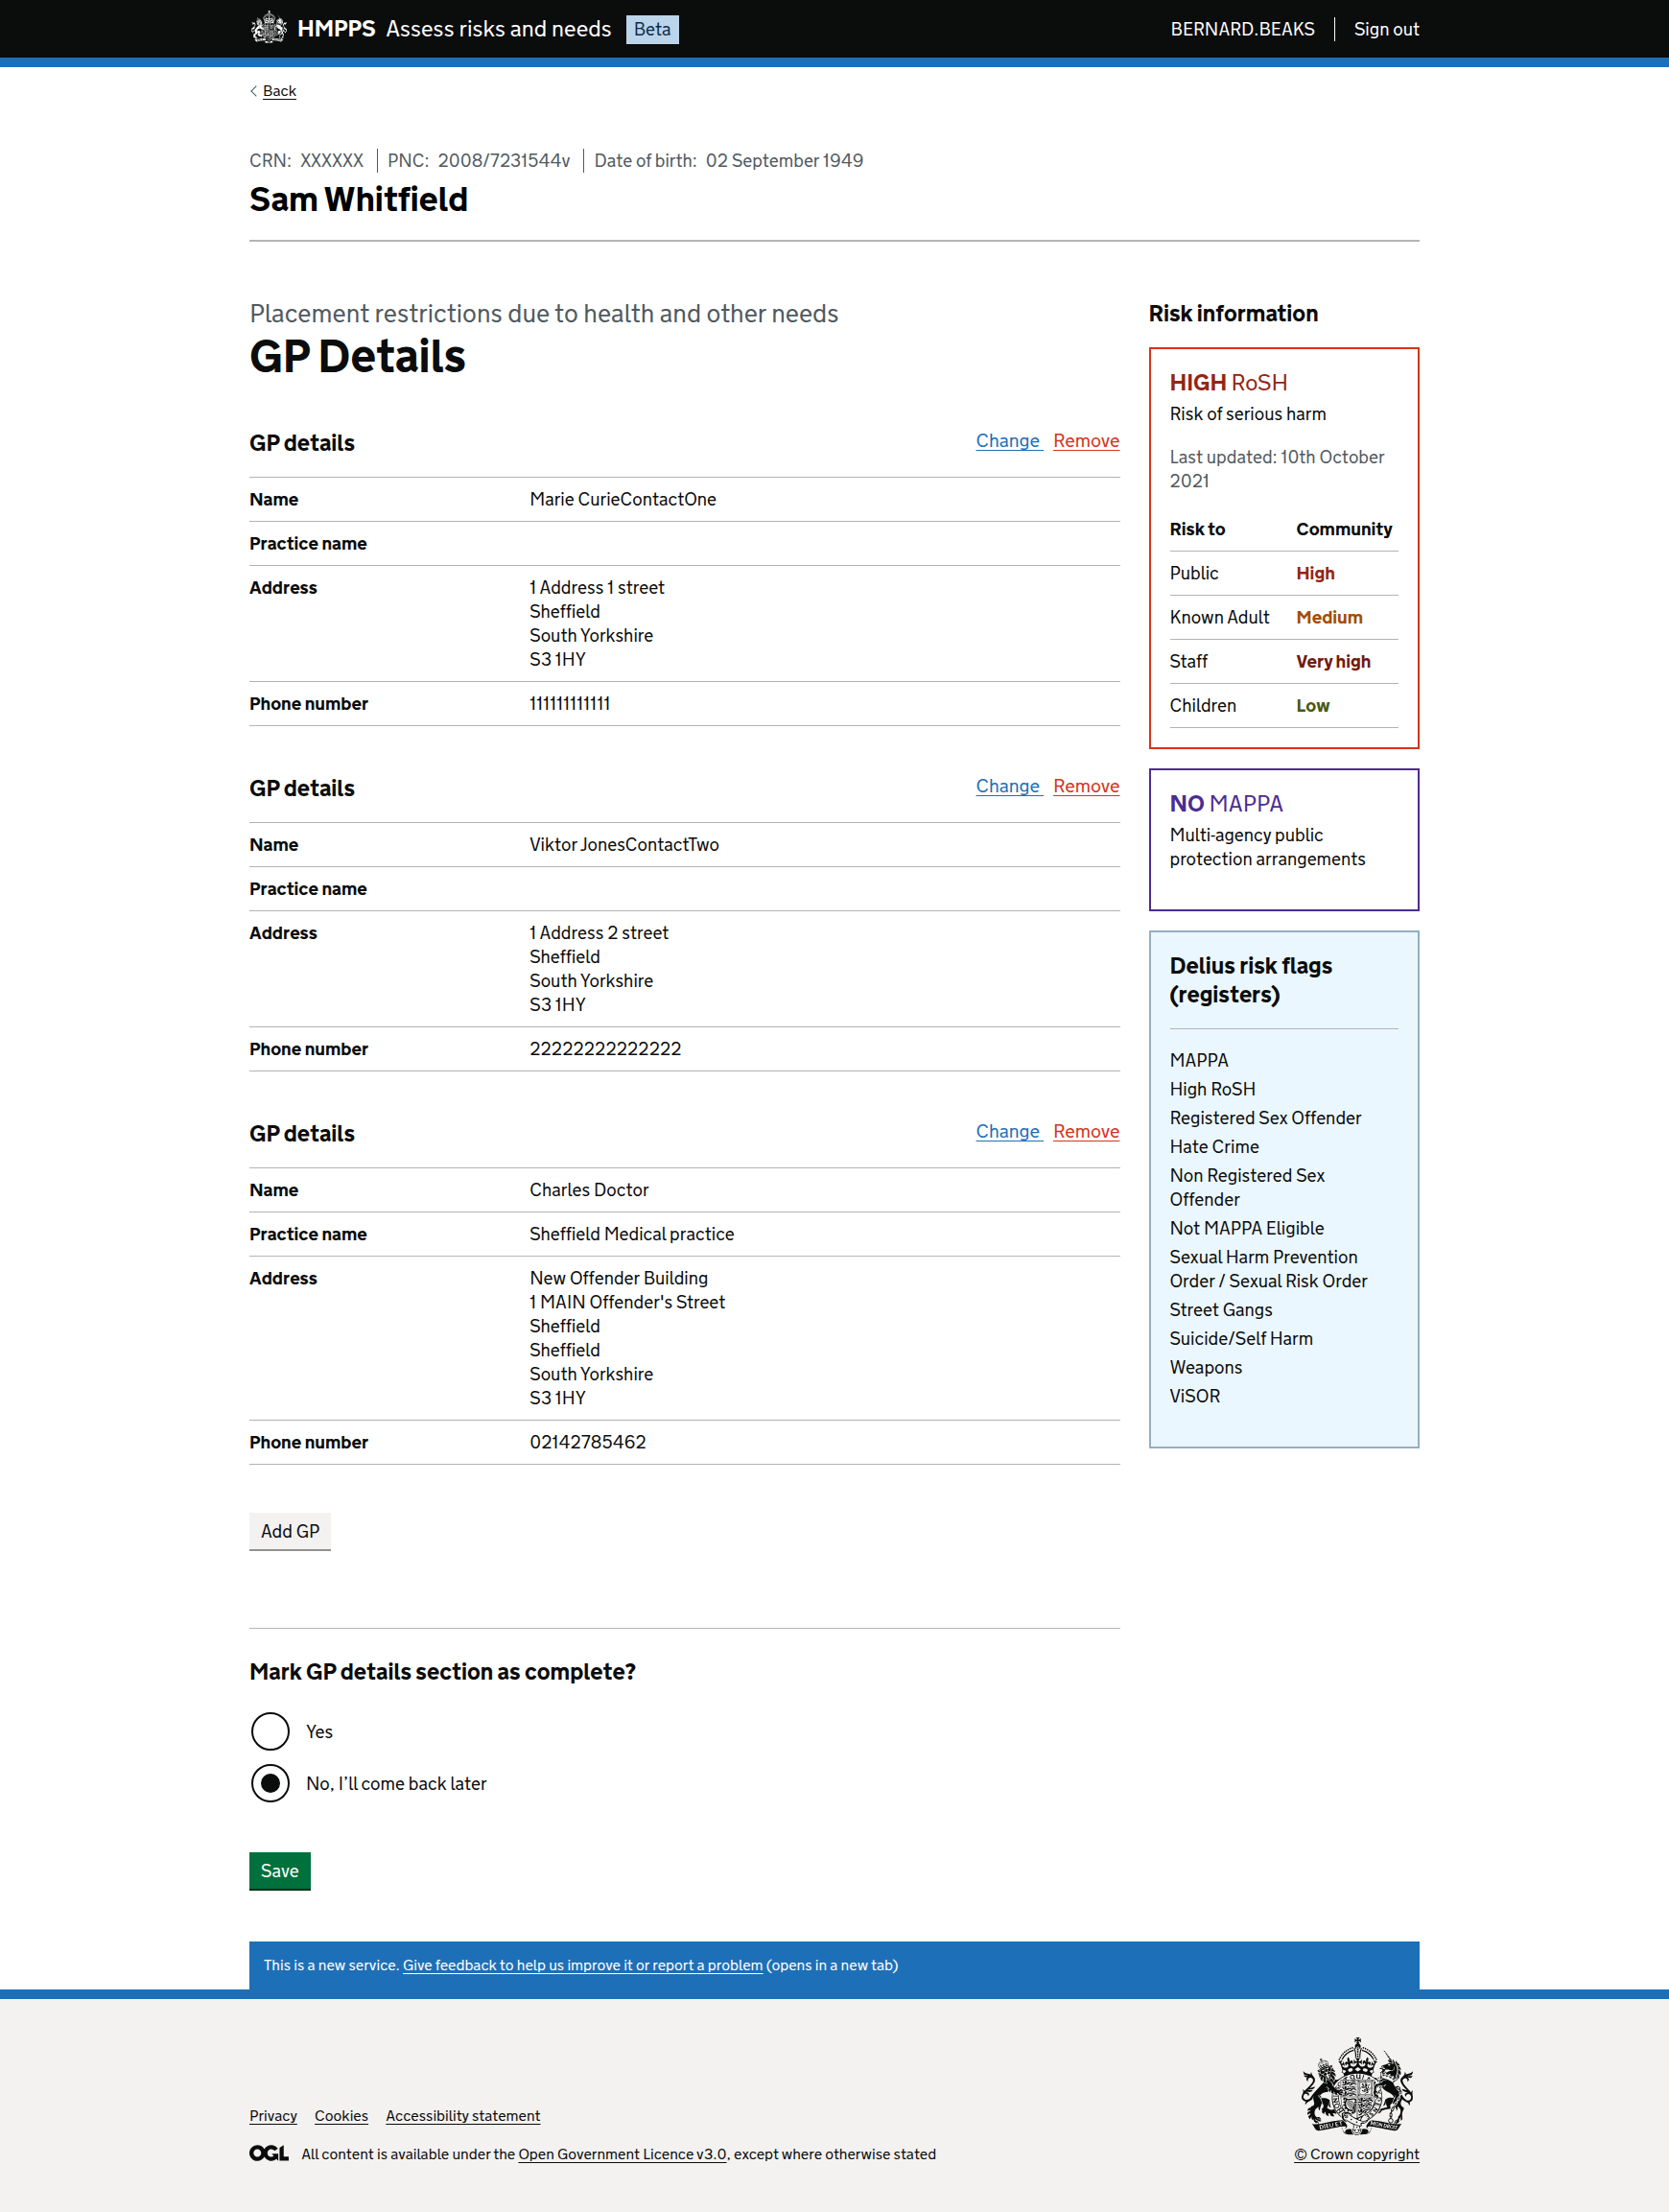 HMPPS Assess risks and needs Beta BERNARD.BEAKS Sign out
Back
CRN: XXXXXX PNC: 2008/7231544v Date of birth: 02 September 1949
Sam Whitfield
Placement restrictions due to health and other needs
GP Details
GP details Change Remove
Name Marie CurieContactOne
Practice name
Address 1 Address 1 street
Sheffield
South Yorkshire
S3 1HY
Phone number 111111111111
GP details Change Remove
Name Viktor JonesContactTwo
Practice name
Address 1 Address 2 street
Sheffield
South Yorkshire
S3 1HY
Phone number 22222222222222
GP details Change Remove
Name Charles Doctor
Practice name Sheffield Medical practice
Address New Offender Building
1 MAIN Offender's Street
Sheffield
Sheffield
South Yorkshire
S3 1HY
Phone number 02142785462
Add GP
Mark GP details section as complete?
Yes
No, I’ll come back later
Save
Risk information
HIGH RoSH
Risk of serious harm
Last updated: 10th October
2021
Risk to Community
Public High
Known Adult Medium
Staff Very high
Children Low
NO MAPPA
Multi-agency public
protection arrangements
Delius risk flags
(registers)
MAPPA
High RoSH
Registered Sex Offender
Hate Crime
Non Registered Sex
Offender
Not MAPPA Eligible
Sexual Harm Prevention
Order / Sexual Risk Order
Street Gangs
Suicide/Self Harm
Weapons
ViSOR
This is a new service. Give feedback to help us improve it or report a problem (opens in a new tab)
Privacy Cookies Accessibility statement
OGL All content is available under the Open Government Licence v3.0, except where otherwise stated
© Crown copyright